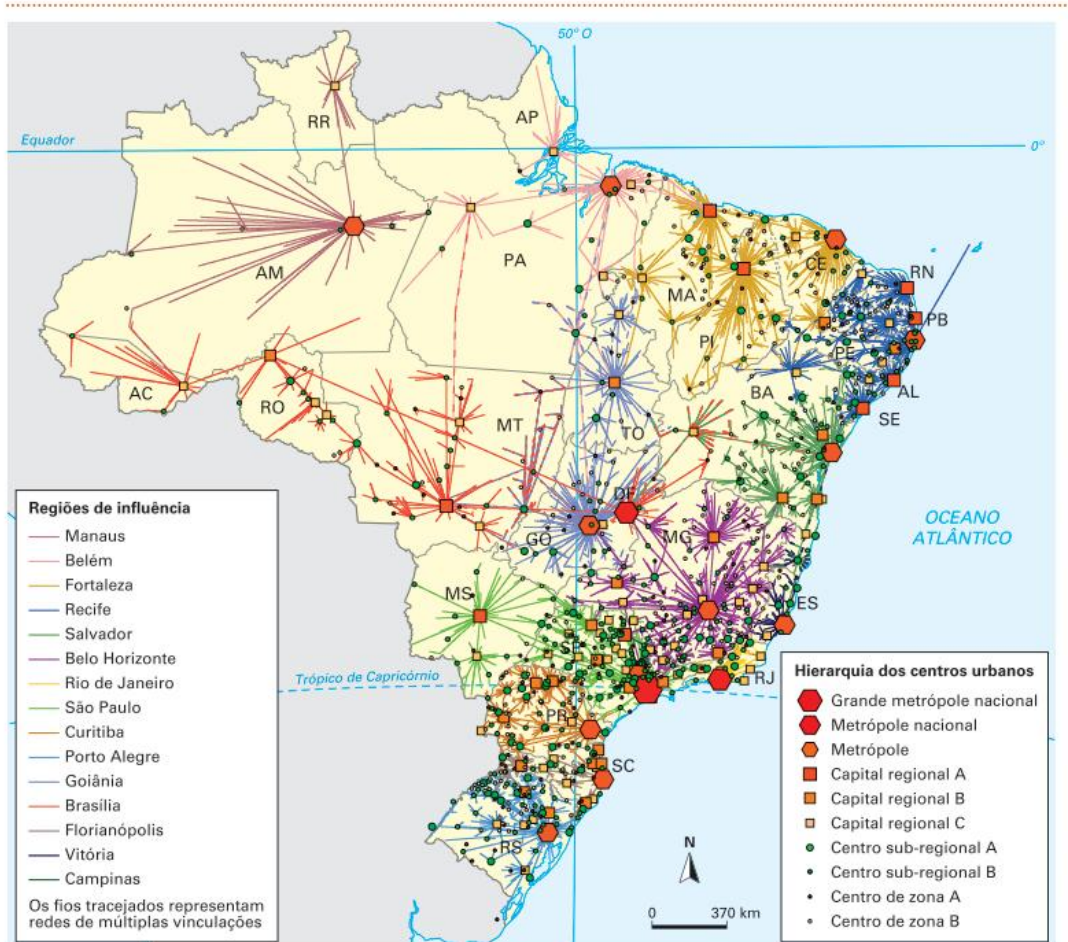 50º O
RR
AP
Equador
0º
AM
PA
MA
CE
RN
PB
PI
PE
AL
SE
BA
AC
RO
MT
TO
DF
GO
MG
ES
MS
RJ
PR
SC
RS
Trópico de Capricórnio
OCEANO
ATLÂNTICO
Regiões de influência
Manaus
Belém
Fortaleza
Recife
Salvador
Belo Horizonte
Rio de Janeiro
São Paulo
Curitiba
Porto Alegre
Goiânia
Brasília
Florianópolis
Vitória
Campinas
Os fios tracejados representam
redes de múltiplas vinculações
Hierarquia dos centros urbanos
Grande metrópole nacional
Metrópole nacional
Metrópole
Capital regional A
Capital regional B
Capital regional C
Centro sub-regional A
Centro sub-regional B
Centro de zona A
Centro de zona B
N
0 370 km